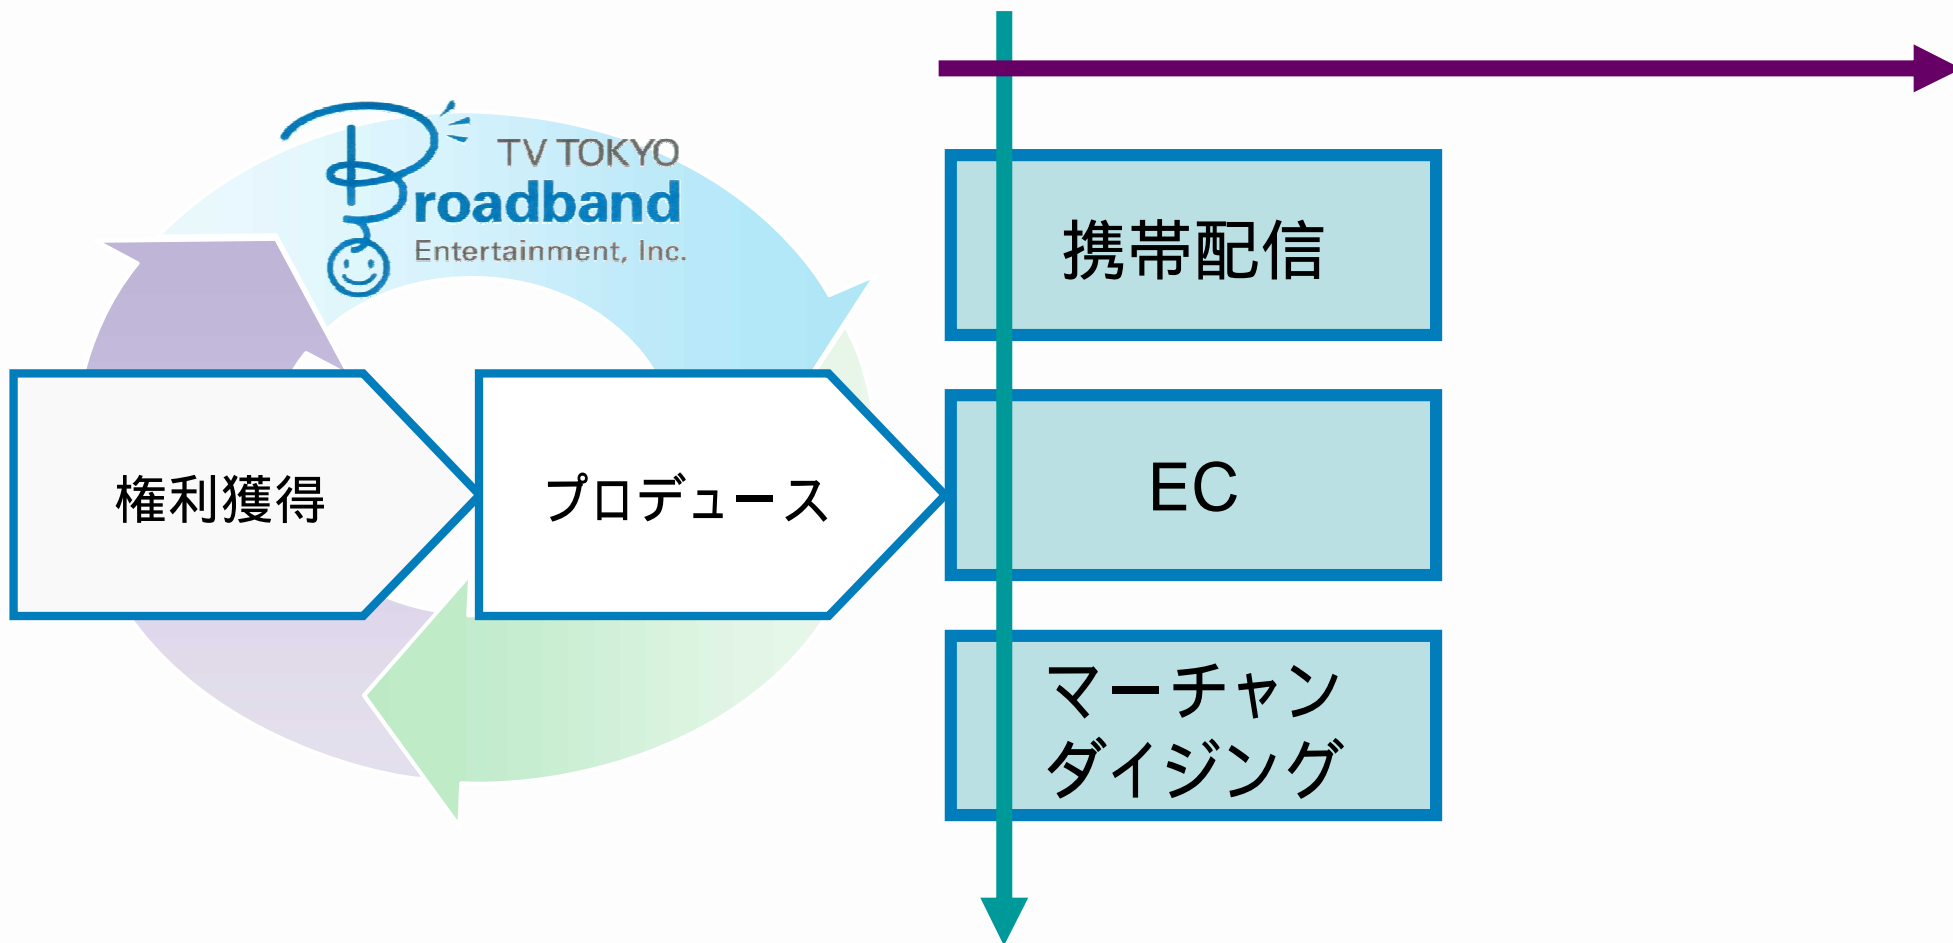 TV TOKYO
Broadband
Entertainment, Inc.
権利獲得
プロデュース
携帯配信
EC
マーチャン
ダイジング